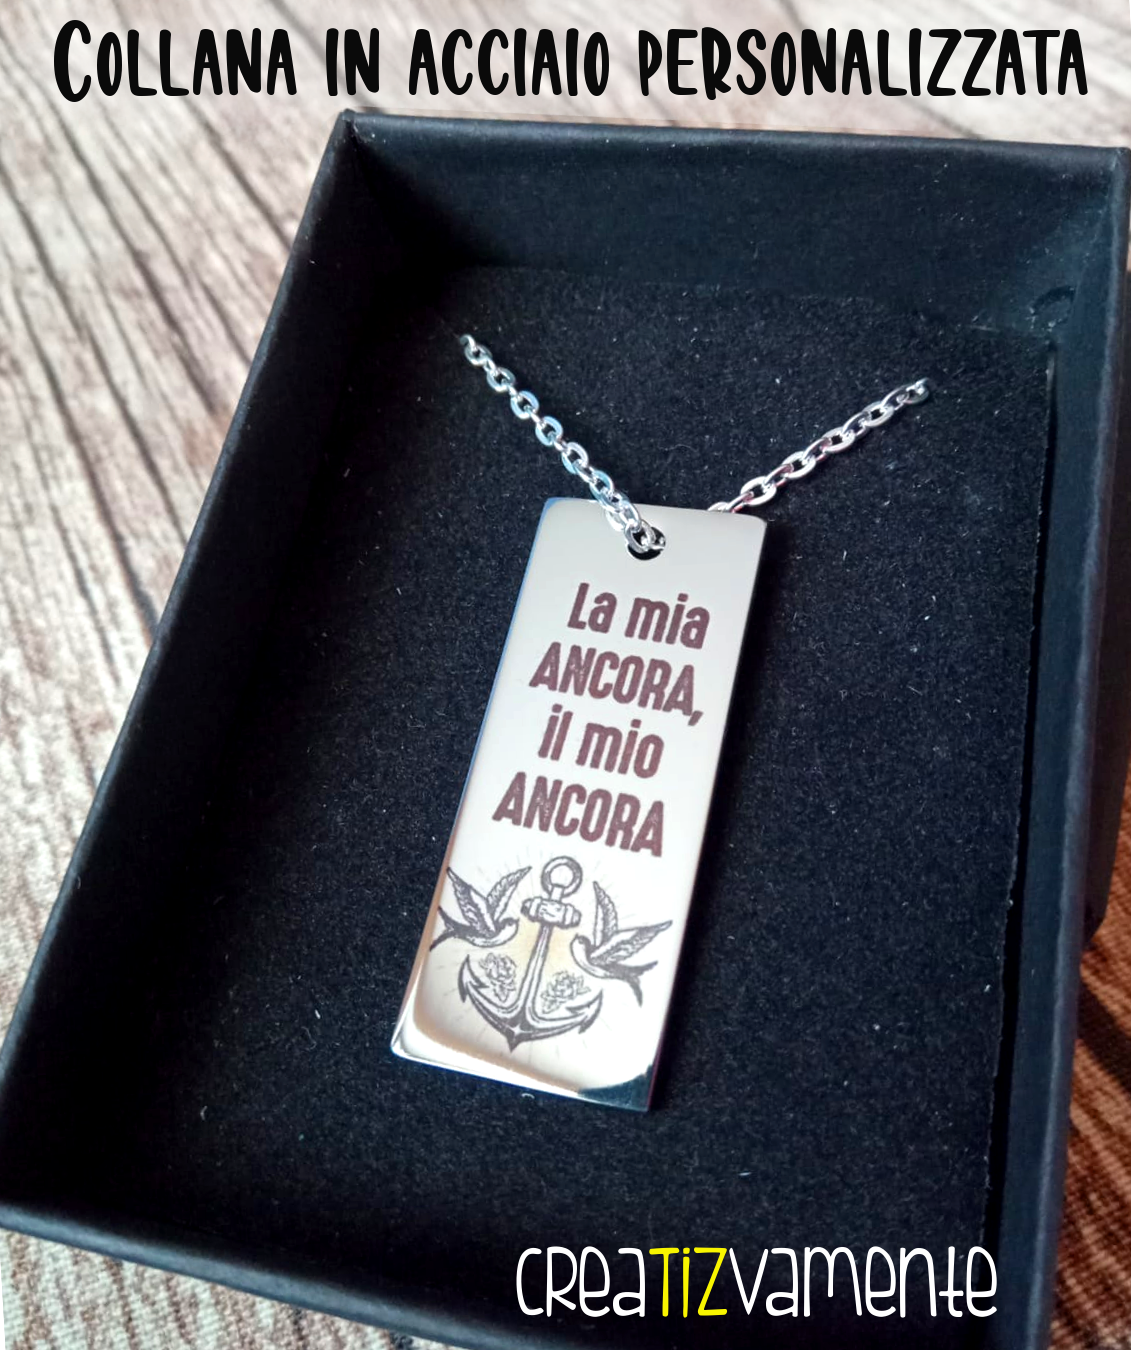 COLLANA IN ACCIAIO PERSONALIZZATA
La mia
ANCORA,
il mio
ANCORA
CREATIZVAMENTE